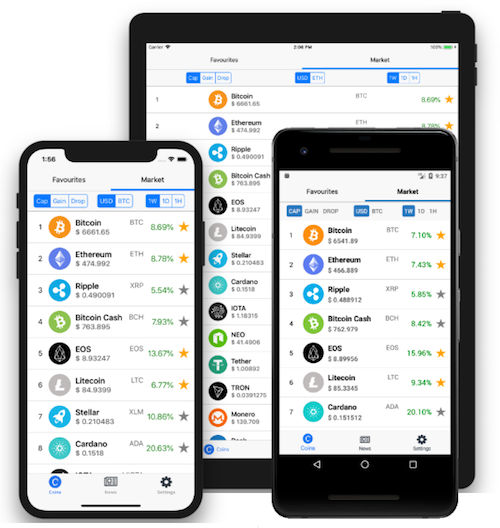 Carrier 2:06 PM 100%
Favourites Market
Cap Gain Drop USD ETH 1W 1D 1H
1 Bitcoin BTC 8.69%
$ 6661.65
2 Ethereum ETH 8.78%
$ 474.992
Ripple
$ 0.490091
Bitcoin Cash
$ 763.895
EOS
$ 8.93247
Litecoin
$ 84.9399
Stellar
$ 0.210483
Cardano
$ 0.1518
IOTA
$ 1.18315
NEO
$ 41.4906
Tether
$ 1.00892
TRON
$ 0.0391275
Monero
$ 139.709
Coins
1:56
Favourites Market
Cap Gain Drop USD BTC 1W 1D 1H
1 Bitcoin BTC 8.69%
$ 6661.65
2 Ethereum ETH 8.78%
$ 474.992
3 Ripple XRP 5.54%
$ 0.490091
4 Bitcoin Cash BCH 7.93%
$ 763.895
5 EOS EOS 13.67%
$ 8.93247
6 Litecoin LTC 6.77%
$ 84.9399
7 Stellar XLM 10.86%
$ 0.210483
8 Cardano ADA 20.63%
$ 0.1518
Coins News Settings
9:37
Favourites Market
CAP GAIN DROP USD BTC 1W 1D 1H
1 Bitcoin BTC 7.10%
$ 6541.89
2 Ethereum ETH 7.43%
$ 466.889
3 Ripple XRP 5.85%
$ 0.488912
4 Bitcoin Cash BCH 8.42%
$ 762.979
5 EOS EOS 15.96%
$ 8.89956
6 Litecoin LTC 9.34%
$ 85.3345
7 Cardano ADA 20.10%
$ 0.151512
Coins News Settings